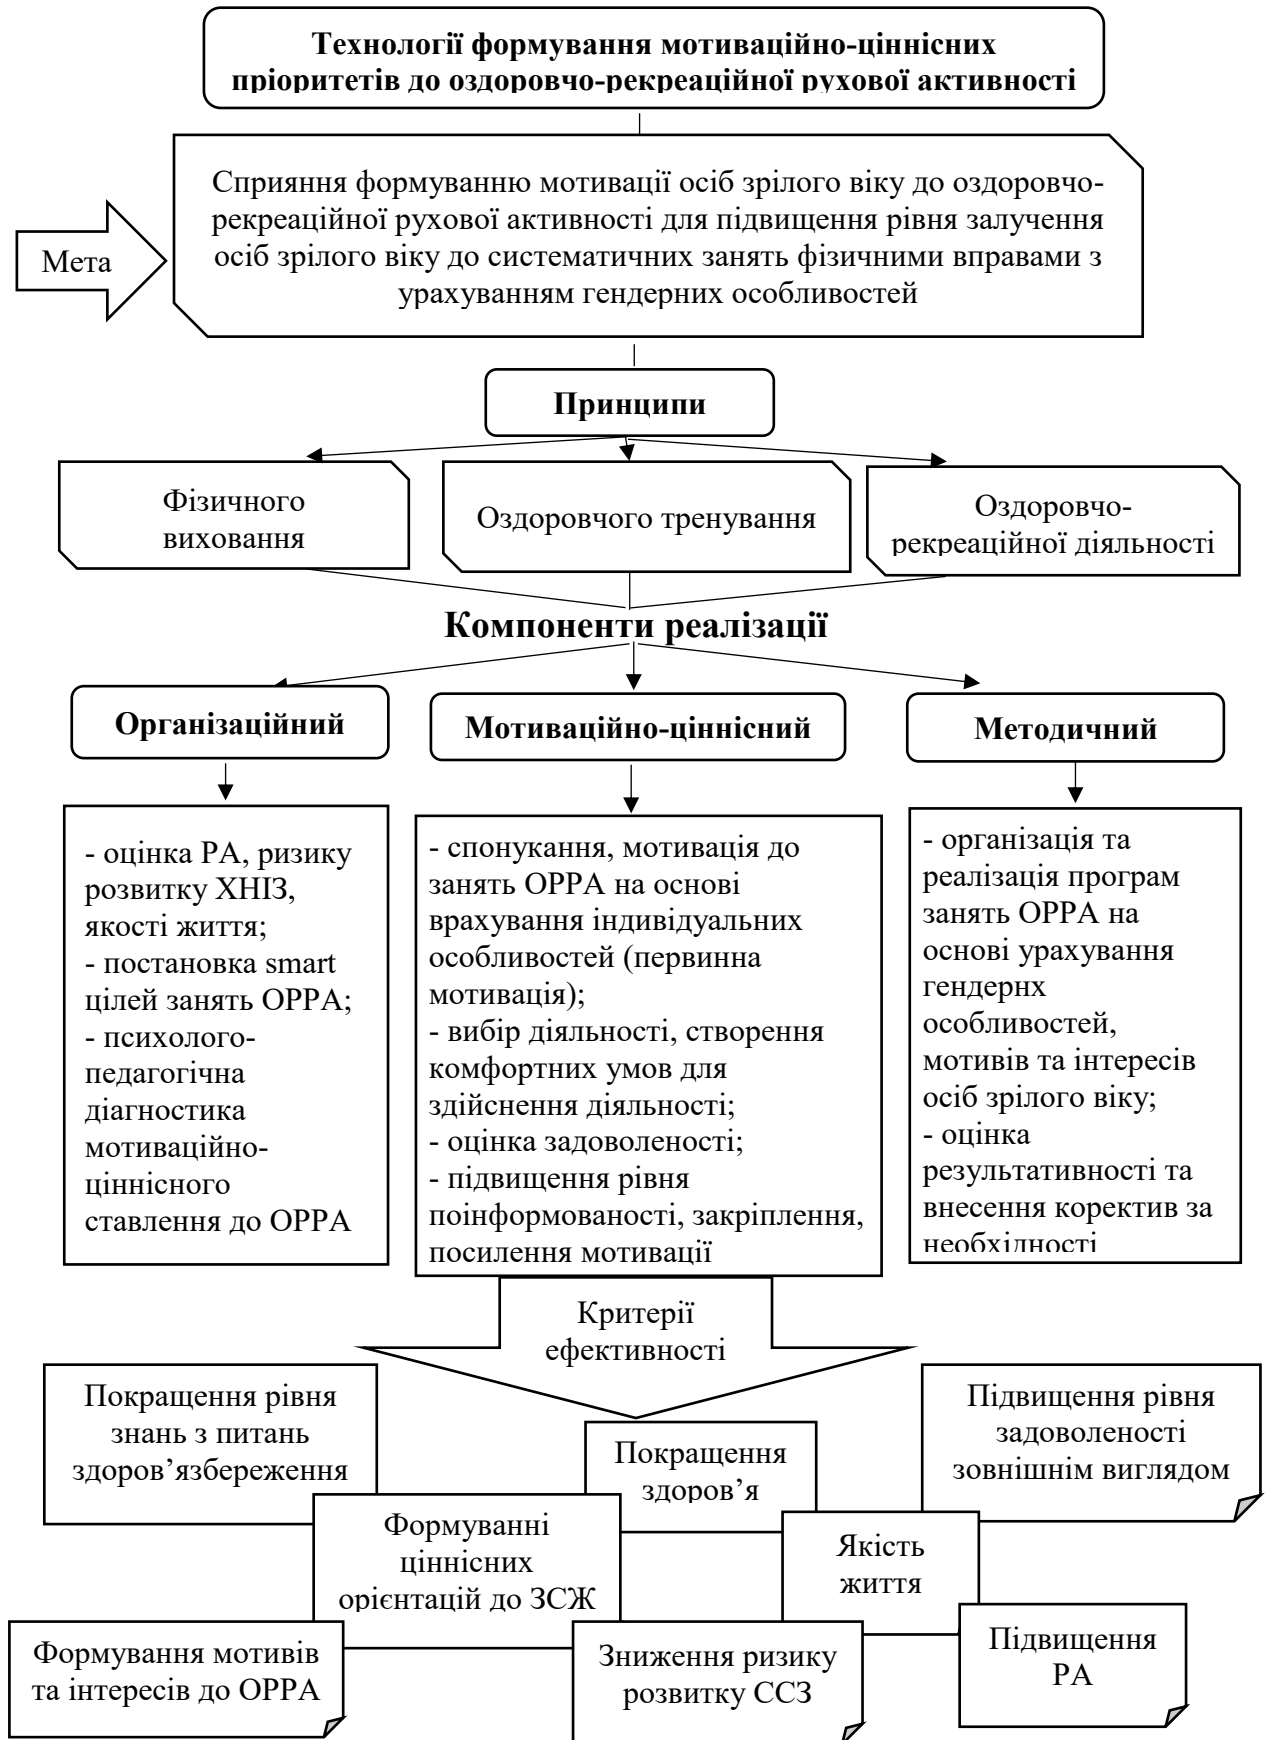 Технології формування мотиваційно-ціннісних
пріоритетів до оздоровчо-рекреаційної рухової активності
Мета
Сприяння формуванню мотивації осіб зрілого віку до оздоровчо-
рекреаційної рухової активності для підвищення рівня залучення
осіб зрілого віку до систематичних занять фізичними вправами з
урахуванням гендерних особливостей
Принципи
Фізичного
виховання
Оздоровчого тренування
Оздоровчо-
рекреаційної діяльності
Компоненти реалізації
Організаційний
Мотиваційно-ціннісний
Методичний
- оцінка РА, ризику
розвитку ХНІЗ,
якості життя;
- постановка smart
цілей занять ОРРА;
- психолого-
педагогічна
діагностика
мотиваційно-
ціннісного
ставлення до ОРРА
- спонукання, мотивація до
занять ОРРА на основі
врахування індивідуальних
особливостей (первинна
мотивація);
- вибір діяльності, створення
комфортних умов для
здійснення діяльності;
- оцінка задоволеності;
- підвищення рівня
поінформованості, закріплення,
посилення мотивації
- організація та
реалізація програм
занять ОРРА на
основі урахування
гендернх
особливостей,
мотивів та інтересів
осіб зрілого віку;
- оцінка
результативності та
внесення коректив за
необхідності
Критерії
ефективності
Покращення рівня
знань з питань
здоров’язбереження
Покращення
здоров’я
Підвищення рівня
задоволеності
зовнішнім виглядом
Формуванні
ціннісних
орієнтацій до ЗСЖ
Якість
життя
Формування мотивів
та інтересів до ОРРА
Зниження ризику
розвитку ССЗ
Підвищення
РА